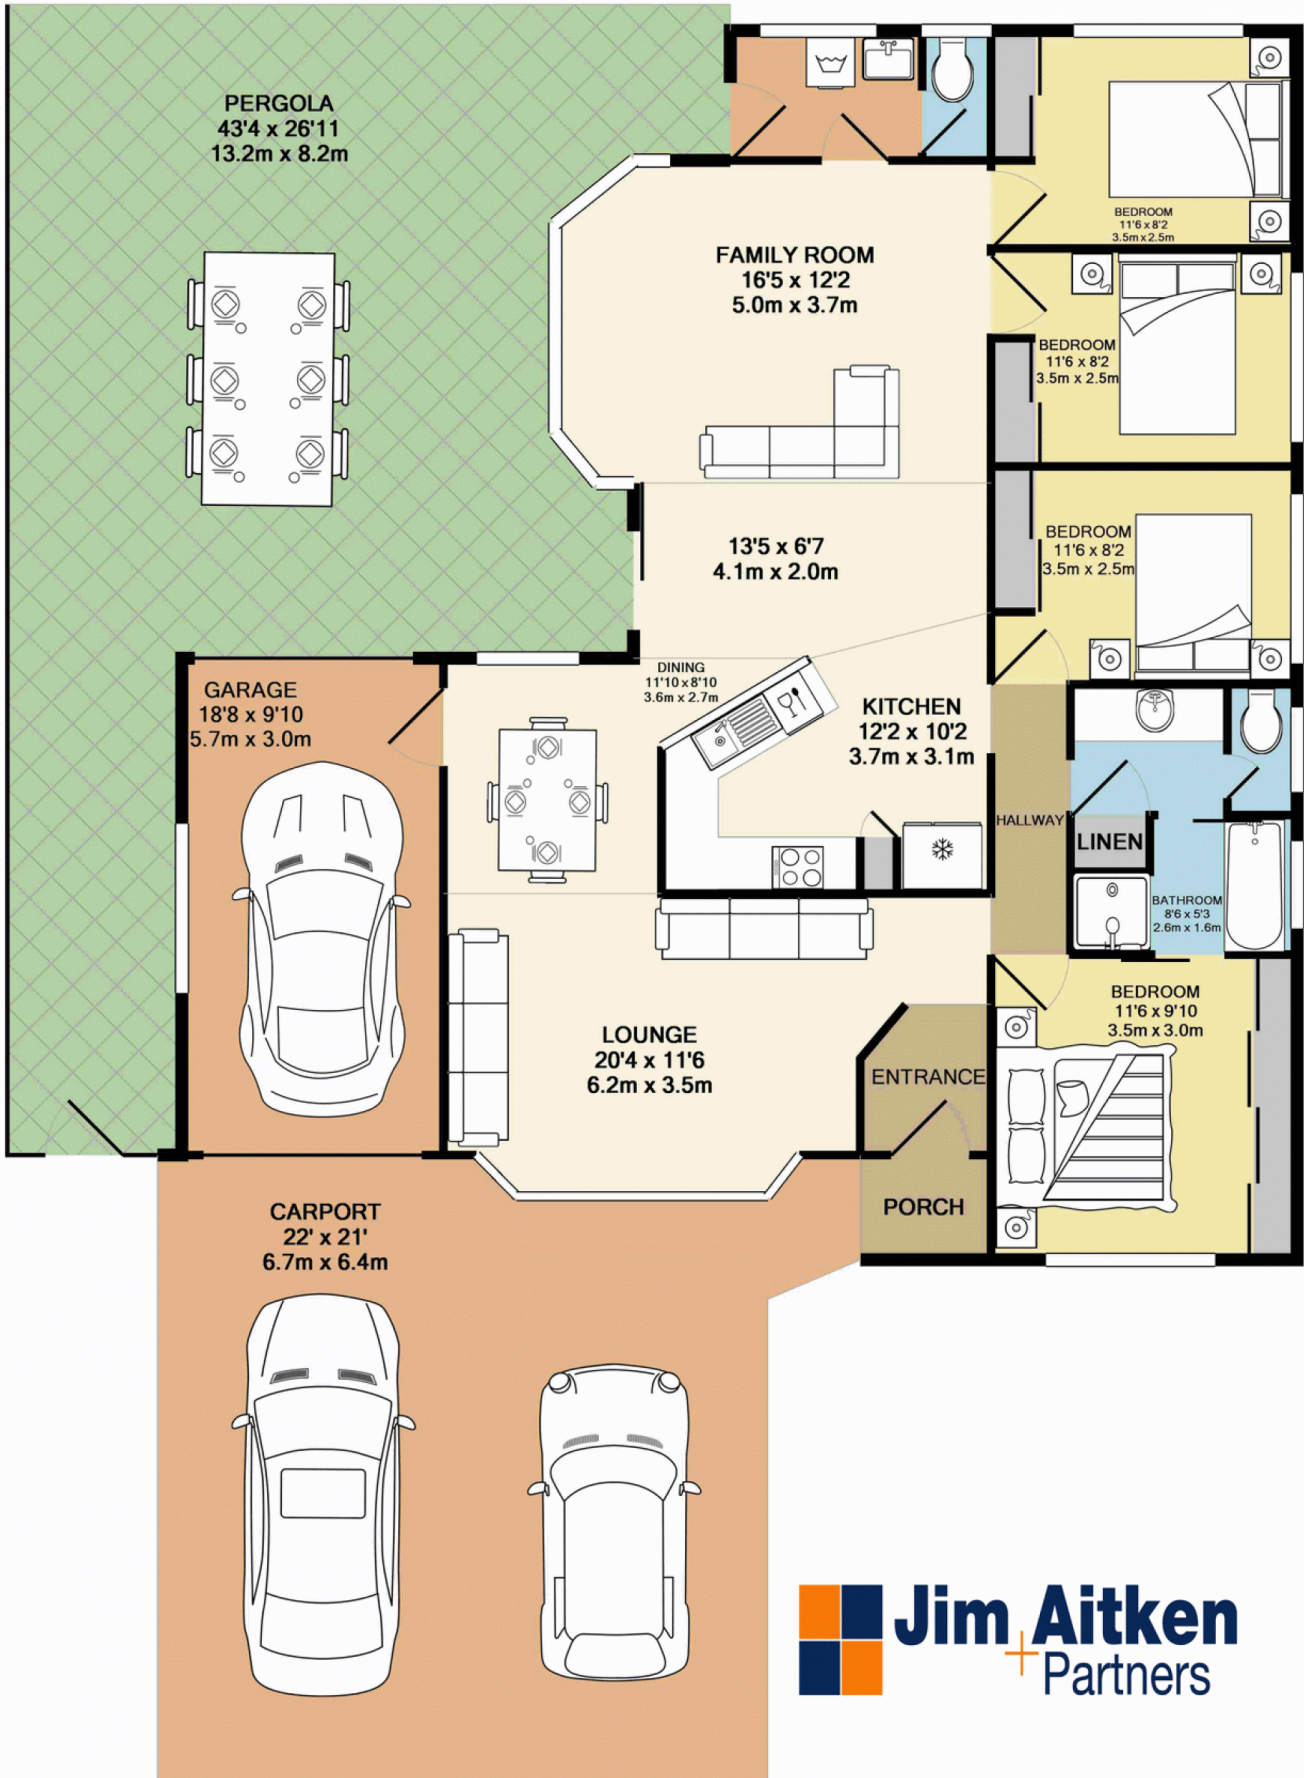 PERGOLA
43'4 x 26'11
13.2m x 8.2m
BEDROOM
11'6 x 8'2
3.5m x 2.5m
FAMILY ROOM
16'5 x 12'2
5.0m x 3.7m
BEDROOM
11'6 x 8'2
3.5m x 2.5m
13'5 x 6'7
4.1m x 2.0m
BEDROOM
11'6 x 8'2
3.5m x 2.5m
GARAGE
18'8 x 9'10
5.7m x 3.0m
DINING
11'10 x 8'10
3.6m x 2.7m
KITCHEN
12'2 x 10'2
3.7m x 3.1m
HALLWAY
LINEN
BATHROOM
8'6 x 5'3
2.6m x 1.6m
LOUNGE
20'4 x 11'6
6.2m x 3.5m
ENTRANCE
BEDROOM
11'6 x 9'10
3.5m x 3.0m
PORCH
CARPORT
22' x 21'
6.7m x 6.4m
Jim Aitken
+ Partners